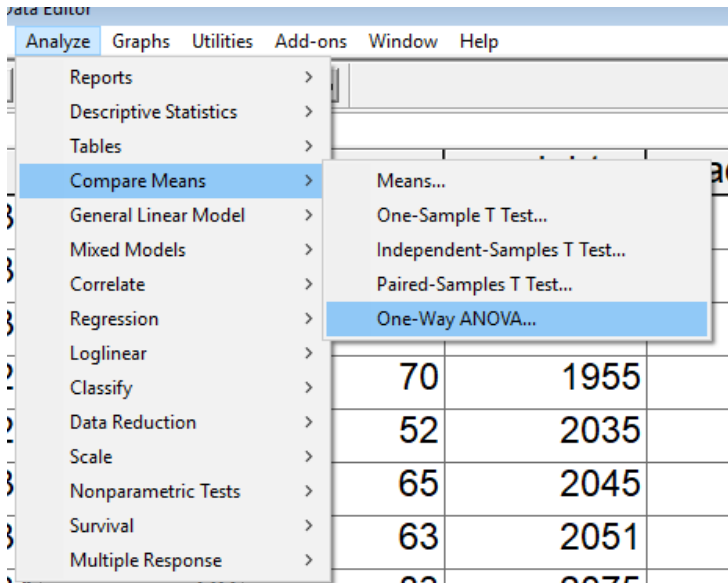 Data Editor
Analyze Graphs Utilities Add-ons Window Help
Reports >
Descriptive Statistics >
Tables >
Compare Means >
General Linear Model >
Mixed Models >
Correlate >
Regression >
Loglinear >
Classify >
Data Reduction >
Scale >
Nonparametric Tests >
Survival >
Multiple Response >
Means...
One-Sample T Test...
Independent-Samples T Test...
Paired-Samples T Test...
One-Way ANOVA...
70 1955
52 2035
65 2045
63 2051